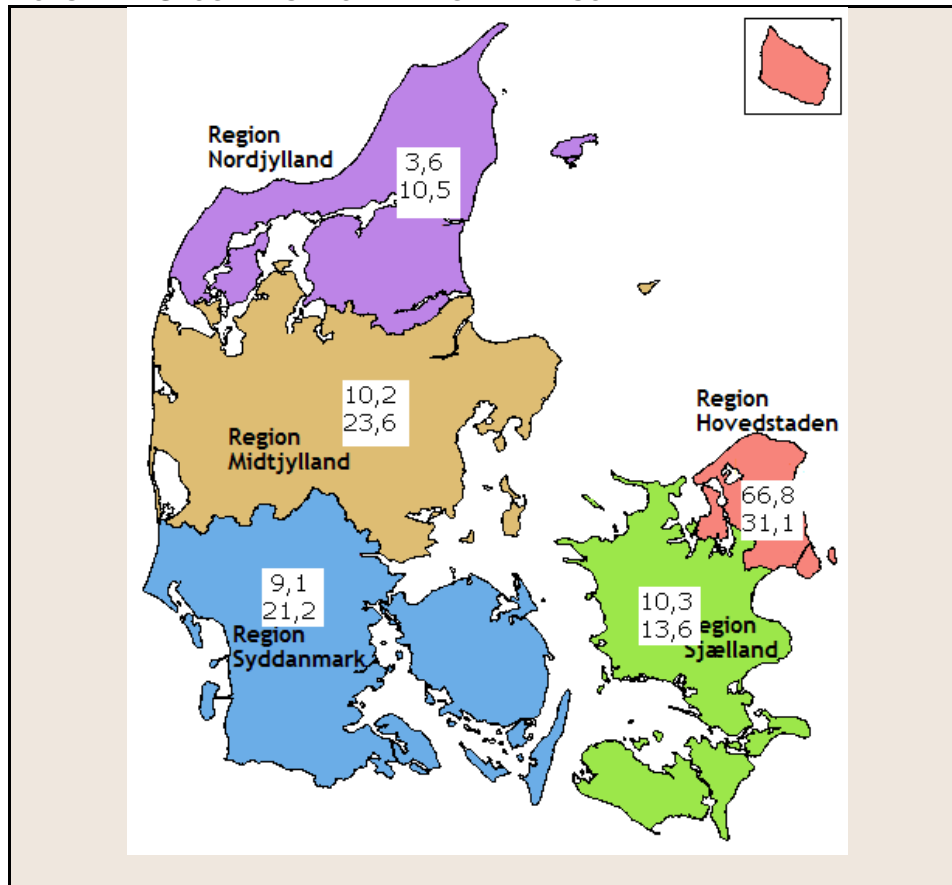 Region
Nordjylland
3,6
10,5
10,2
23,6
Region
Midtjylland
Region
Hovedstaden
66,8
31,1
9,1
21,2
Region
Syddanmark
10,3
13,6
Region
Sjælland